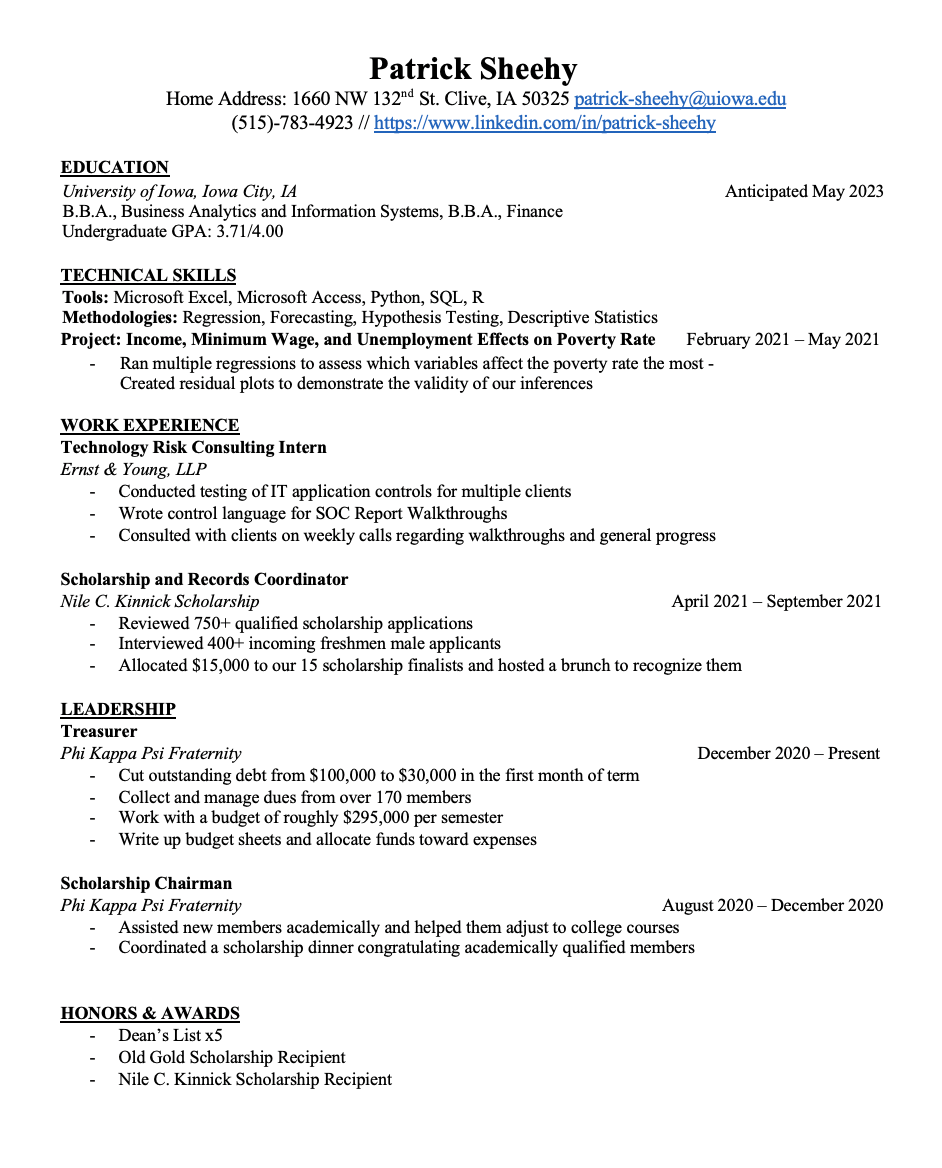 Patrick Sheehy
Home Address: 1660 NW 132nd St. Clive, IA 50325 patrick-sheehy@uiowa.edu
(515)-783-4923 // https://www.linkedin.com/in/patrick-sheehy
EDUCATION
University of Iowa, Iowa City, IA Anticipated May 2023
B.B.A., Business Analytics and Information Systems, B.B.A., Finance
Undergraduate GPA: 3.71/4.00
TECHNICAL SKILLS
Tools: Microsoft Excel, Microsoft Access, Python, SQL, R
Methodologies: Regression, Forecasting, Hypothesis Testing, Descriptive Statistics
Project: Income, Minimum Wage, and Unemployment Effects on Poverty Rate February 2021 – May 2021
- Ran multiple regressions to assess which variables affect the poverty rate the most -
Created residual plots to demonstrate the validity of our inferences
WORK EXPERIENCE
Technology Risk Consulting Intern
Ernst & Young, LLP
- Conducted testing of IT application controls for multiple clients
- Wrote control language for SOC Report Walkthroughs
- Consulted with clients on weekly calls regarding walkthroughs and general progress
Scholarship and Records Coordinator
Nile C. Kinnick Scholarship April 2021 – September 2021
- Reviewed 750+ qualified scholarship applications
- Interviewed 400+ incoming freshmen male applicants
- Allocated $15,000 to our 15 scholarship finalists and hosted a brunch to recognize them
LEADERSHIP
Treasurer
Phi Kappa Psi Fraternity December 2020 – Present
- Cut outstanding debt from $100,000 to $30,000 in the first month of term
- Collect and manage dues from over 170 members
- Work with a budget of roughly $295,000 per semester
- Write up budget sheets and allocate funds toward expenses
Scholarship Chairman
Phi Kappa Psi Fraternity August 2020 – December 2020
- Assisted new members academically and helped them adjust to college courses
- Coordinated a scholarship dinner congratulating academically qualified members
HONORS & AWARDS
- Dean’s List x5
- Old Gold Scholarship Recipient
- Nile C. Kinnick Scholarship Recipient